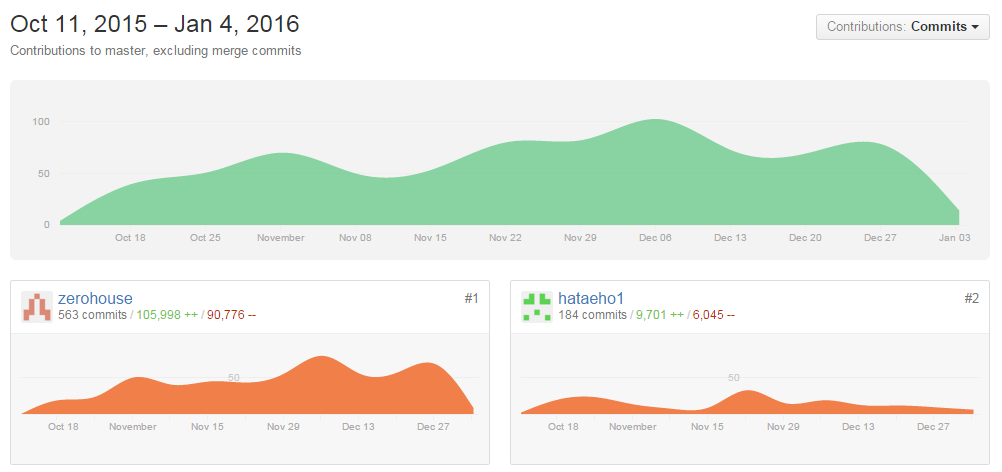 Oct 11, 2015 – Jan 4, 2016
Contributions: Commits
Contributions to master, excluding merge commits
100
50
0
Oct 18 Oct 25 November Nov 08 Nov 15 Nov 22 Nov 29 Dec 06 Dec 13 Dec 20 Dec 27 Jan 03
zerohouse #1
563 commits / 105,998 ++ / 90,776 --
50
Oct 18 November Nov 15 Nov 29 Dec 13 Dec 27
hataeho1 #2
184 commits / 9,701 ++ / 6,045 --
50
Oct 18 November Nov 15 Nov 29 Dec 13 Dec 27